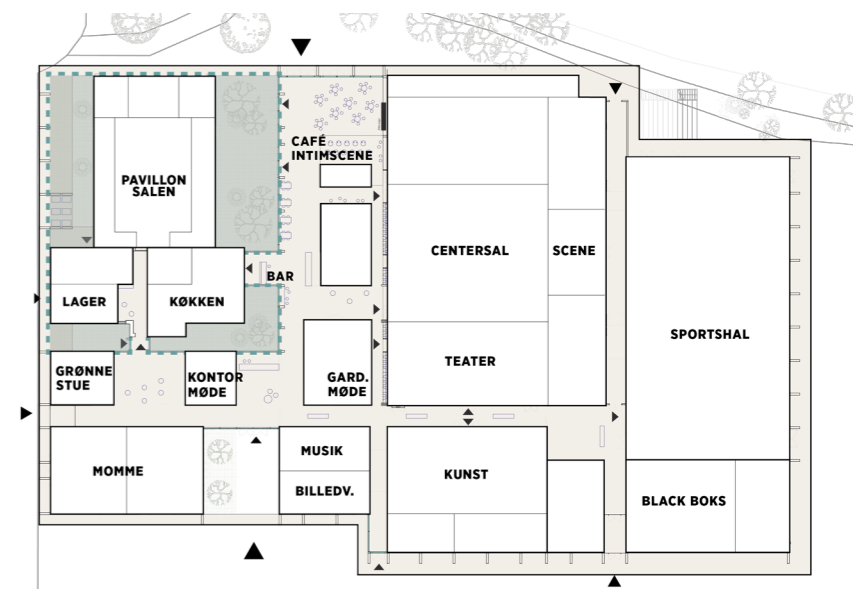 CAFÉ
INTIMSCENE
PAVILLON
SALEN
CENTERSAL
SCENE
BAR
LAGER
KØKKEN
SPORTSHAL
TEATER
GRØNNE
STUE
KONTOR
MØDE
GARD.
MØDE
MUSIK
MOMME
KUNST
BILLEDV.
BLACK BOKS